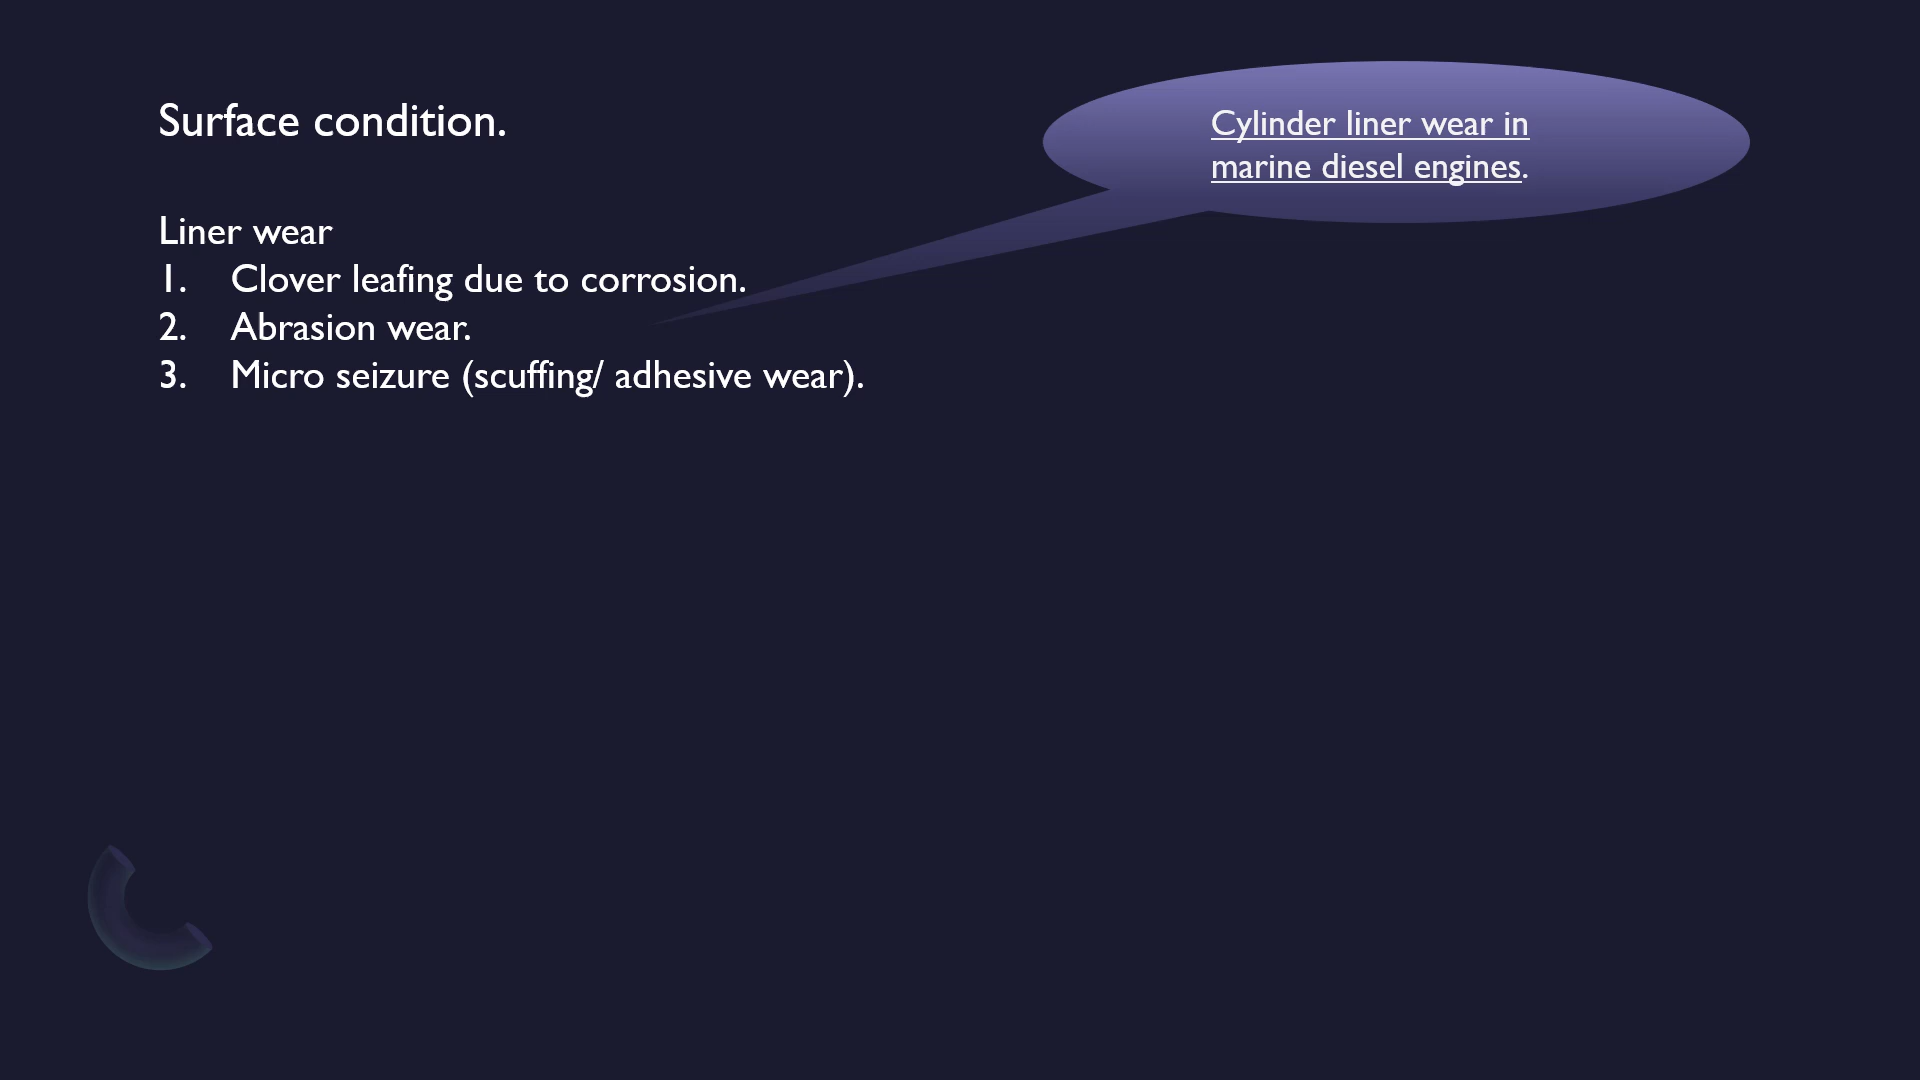 Surface condition.
Cylinder liner wear in
marine diesel engines.
Liner wear
1. Clover leafing due to corrosion.
2. Abrasion wear.
3. Micro seizure (scuffing/ adhesive wear).